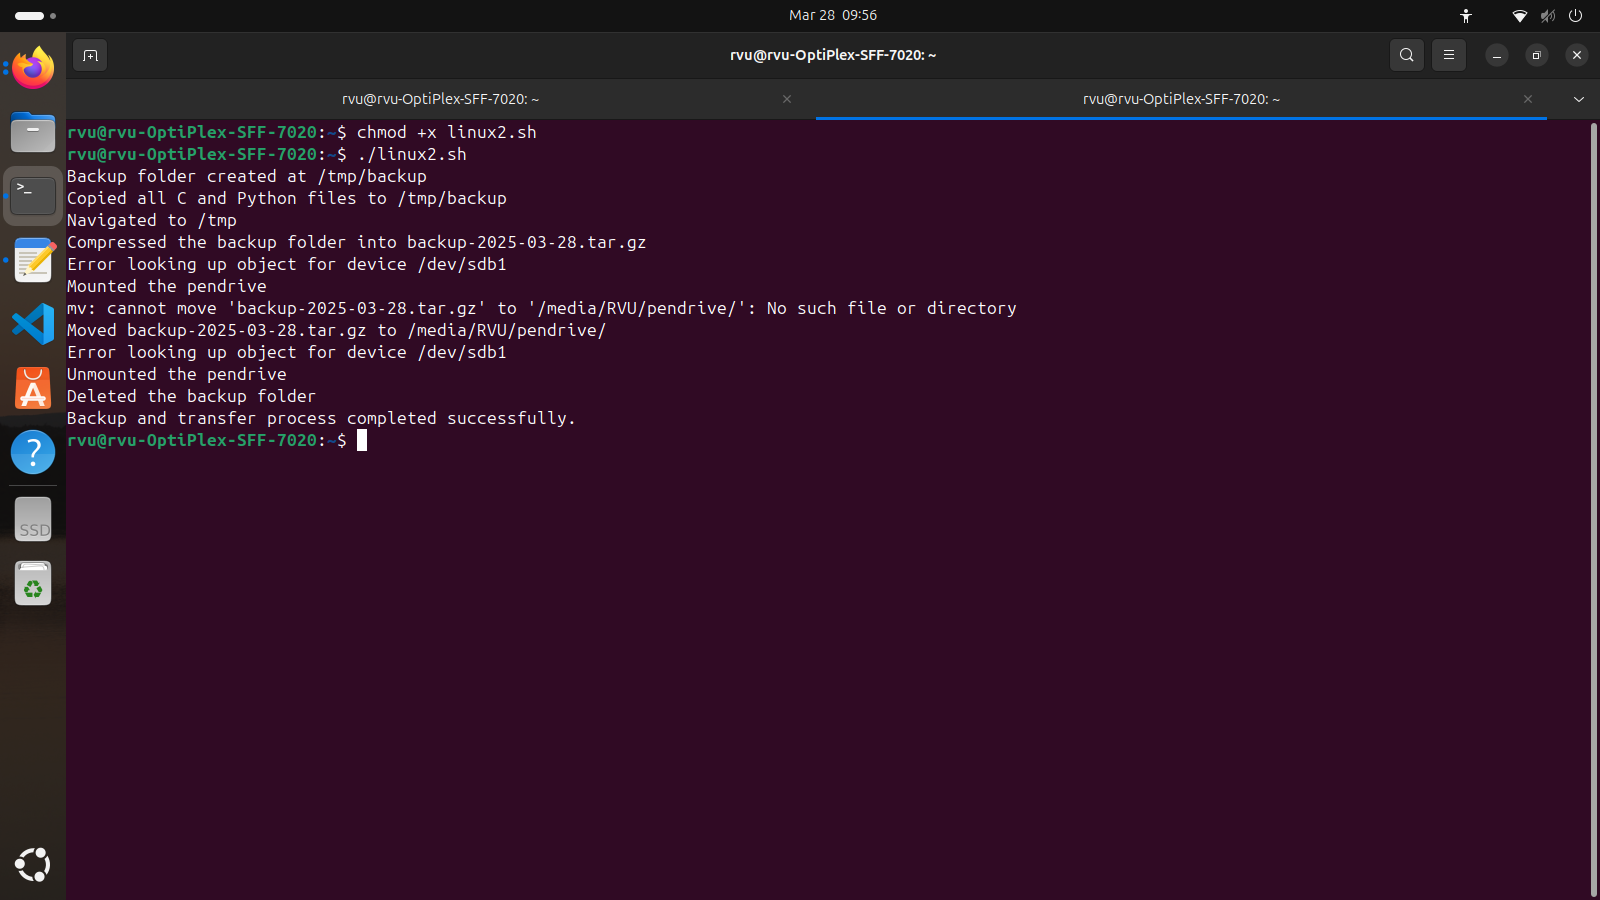 Mar 28 09:56
rvu@rvu-OptiPlex-SFF-7020: ~
rvu@rvu-OptiPlex-SFF-7020: ~
rvu@rvu-OptiPlex-SFF-7020: ~
rvu@rvu-OptiPlex-SFF-7020:~$ chmod +x linux2.sh
rvu@rvu-OptiPlex-SFF-7020:~$ ./linux2.sh
Backup folder created at /tmp/backup
Copied all C and Python files to /tmp/backup
Navigated to /tmp
Compressed the backup folder into backup-2025-03-28.tar.gz
Error looking up object for device /dev/sdb1
Mounted the pendrive
mv: cannot move 'backup-2025-03-28.tar.gz' to '/media/RVU/pendrive/': No such file or directory
Moved backup-2025-03-28.tar.gz to /media/RVU/pendrive/
Error looking up object for device /dev/sdb1
Unmounted the pendrive
Deleted the backup folder
Backup and transfer process completed successfully.
rvu@rvu-OptiPlex-SFF-7020:~$
>_
?
SSD